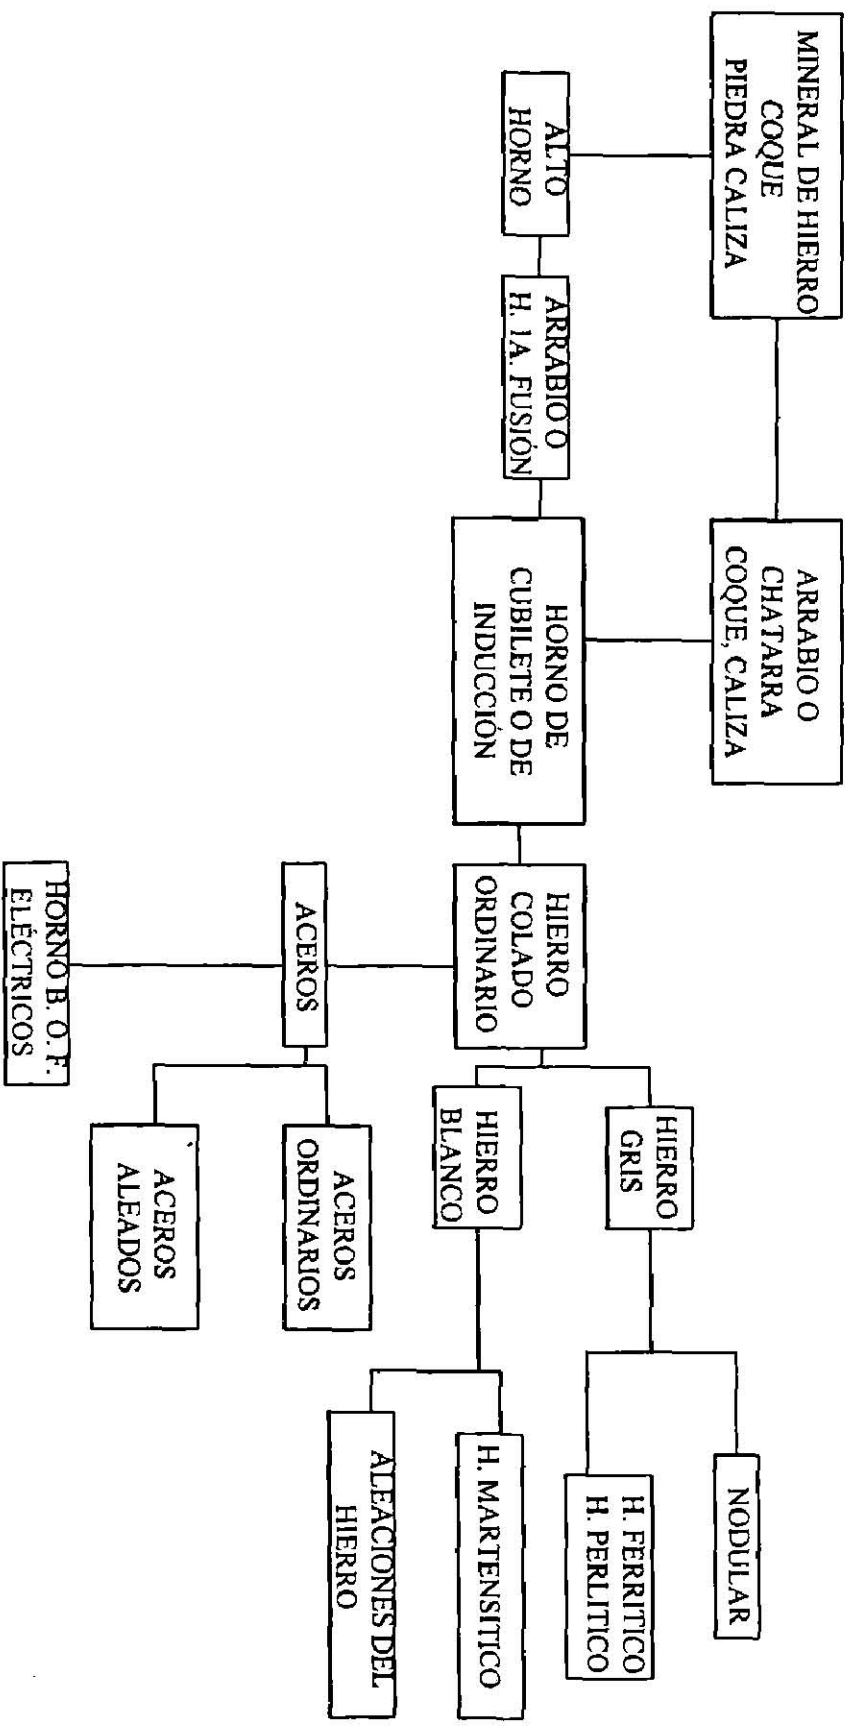 MINERAL DE HIERRO
COQUE
PIEDRA CALIZA
ARRABIO O
CHATARRA
COQUE, CALIZA
ALTO
HORNO
ARRABIO O
H. 1A. FUSIÓN
HORNO DE
CUBILETE O DE
INDUCCIÓN
HIERRO
COLADO
ORDINARIO
HIERRO
GRIS
NODULAR
H. FERRITICO
H. PERLITICO
HIERRO
BLANCO
H. MARTENSITICO
ALEACIONES DEL
HIERRO
ACEROS
ACEROS
ORDINARIOS
ACEROS
ALEADOS
HORNO B. O. F.
ELÉCTRICOS